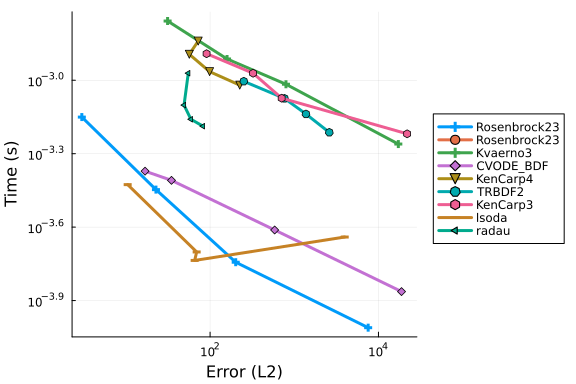 10^−3.0
10^−3.3
10^−3.6
10^−3.9
Time (s)
10^2
10^4
Error (L2)
Rosenbrock23
Rosenbrock23
Kvaerno3
CVODE_BDF
KenCarp4
TRBDF2
KenCarp3
lsoda
radau